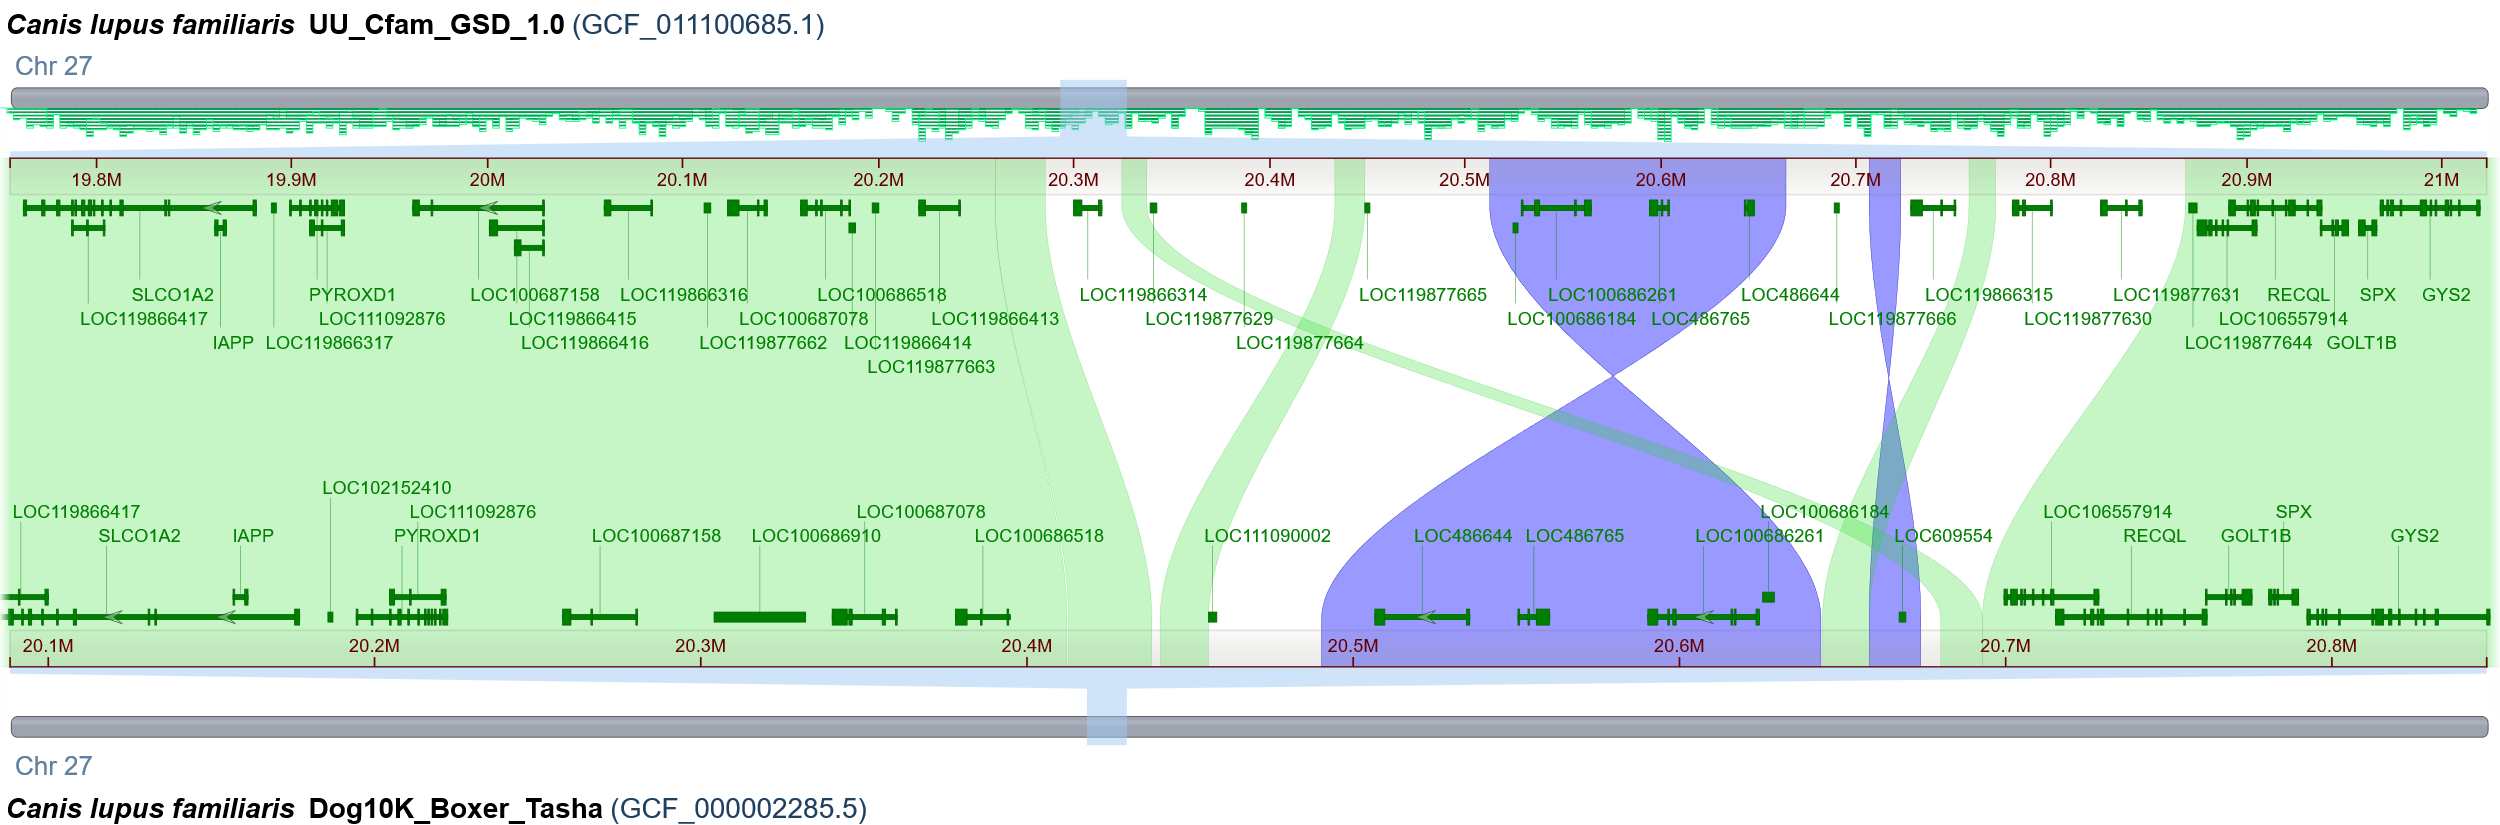 Canis lupus familiaris UU_Cfam_GSD_1.0 (GCF_011100685.1)
Chr 27
19.8M 19.9M 20M 20.1M 20.2M 20.3M 20.4M 20.5M 20.6M 20.7M 20.8M 20.9M 21M
SLCO1A2 PYROXD1 LOC100687158 LOC119866316 LOC100686518 LOC119866314 LOC119877665 LOC100686261 LOC486644 LOC119866315 LOC119877631 RECQL SPX GYS2
LOC119866417 LOC111092876 LOC119866415 LOC100687078 LOC119866413 LOC119877629 LOC100686184 LOC486765 LOC119877666 LOC119877630 LOC106557914
IAPP LOC119866317 LOC119866416 LOC119877662 LOC119866414 LOC119877664 LOC119877644 GOLT1B
LOC119877663
LOC102152410
LOC119866417 LOC111092876 LOC100687078 LOC100686184 LOC106557914 SPX
SLCO1A2 IAPP PYROXD1 LOC100687158 LOC100686910 LOC100686518 LOC111090002 LOC486644 LOC486765 LOC100686261 LOC609554 RECQL GOLT1B GYS2
20.1M 20.2M 20.3M 20.4M 20.5M 20.6M 20.7M 20.8M
Chr 27
Canis lupus familiaris Dog10K_Boxer_Tasha (GCF_000002285.5)